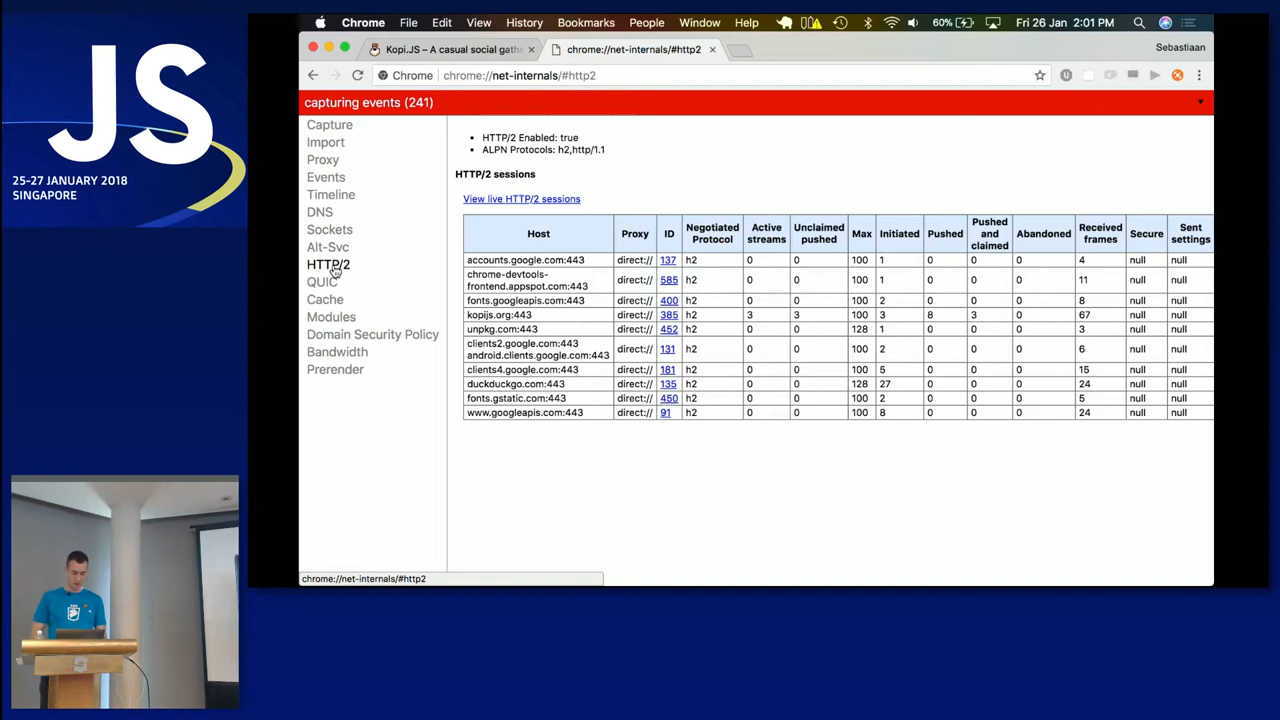 JS
25-27 JANUARY 2018
SINGAPORE
Chrome File Edit View History Bookmarks People Window Help 60% Fri 26 Jan 2:01 PM
Kopi.JS – A casual social gathe
chrome://net-internals/#http2
Sebastiaan
Chrome chrome://net-internals/#http2
capturing events (241)
Capture
Import
Proxy
Events
Timeline
DNS
Sockets
Alt-Svc
HTTP/2
QUIC
Cache
Modules
Domain Security Policy
Bandwidth
Prerender
• HTTP/2 Enabled: true
• ALPN Protocols: h2,http/1.1
HTTP/2 sessions
View live HTTP/2 sessions
Host Proxy ID Negotiated Protocol Active streams Unclaimed pushed Max Initiated Pushed Pushed and claimed Abandoned Received frames Secure Sent settings
accounts.google.com:443 direct:// 137 h2 0 0 100 1 0 0 0 4 null null
chrome-devtools-frontend.appspot.com:443 direct:// 585 h2 0 0 100 1 0 0 0 11 null null
fonts.googleapis.com:443 direct:// 400 h2 0 0 100 2 0 0 0 8 null null
kopijs.org:443 direct:// 385 h2 3 3 100 3 8 3 0 67 null null
unpkg.com:443 direct:// 452 h2 0 0 128 1 0 0 0 3 null null
clients2.google.com:443 android.clients.google.com:443 direct:// 131 h2 0 0 100 2 0 0 0 6 null null
clients4.google.com:443 direct:// 181 h2 0 0 100 5 0 0 0 15 null null
duckduckgo.com:443 direct:// 135 h2 0 0 128 27 0 0 0 24 null null
fonts.gstatic.com:443 direct:// 450 h2 0 0 100 2 0 0 0 5 null null
www.googleapis.com:443 direct:// 91 h2 0 0 100 8 0 0 0 24 null null
chrome://net-internals/#http2